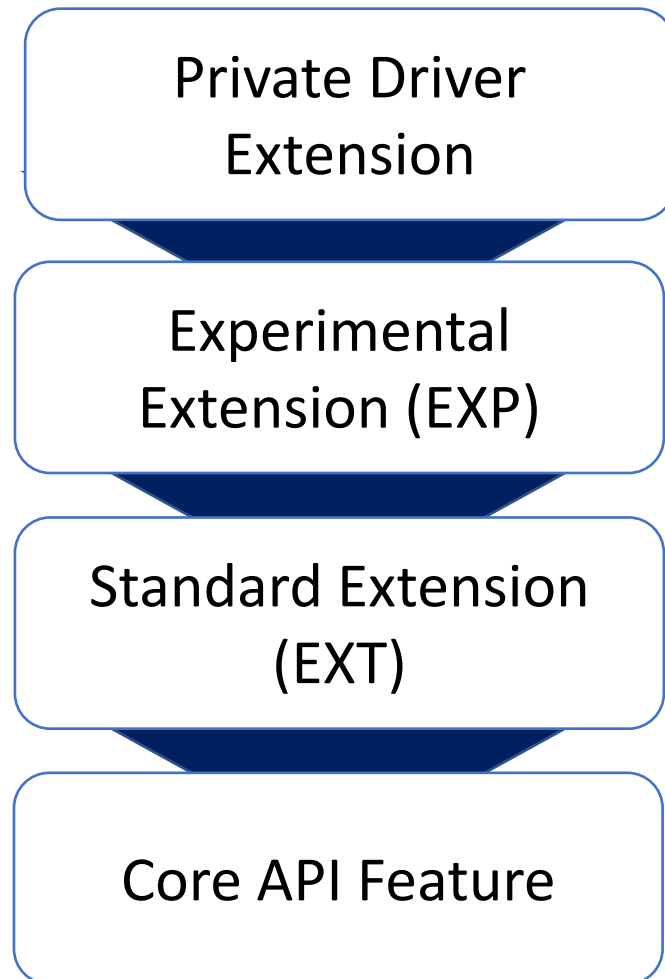 Private Driver
Extension
Experimental
Extension (EXP)
Standard Extension
(EXT)
Core API Feature